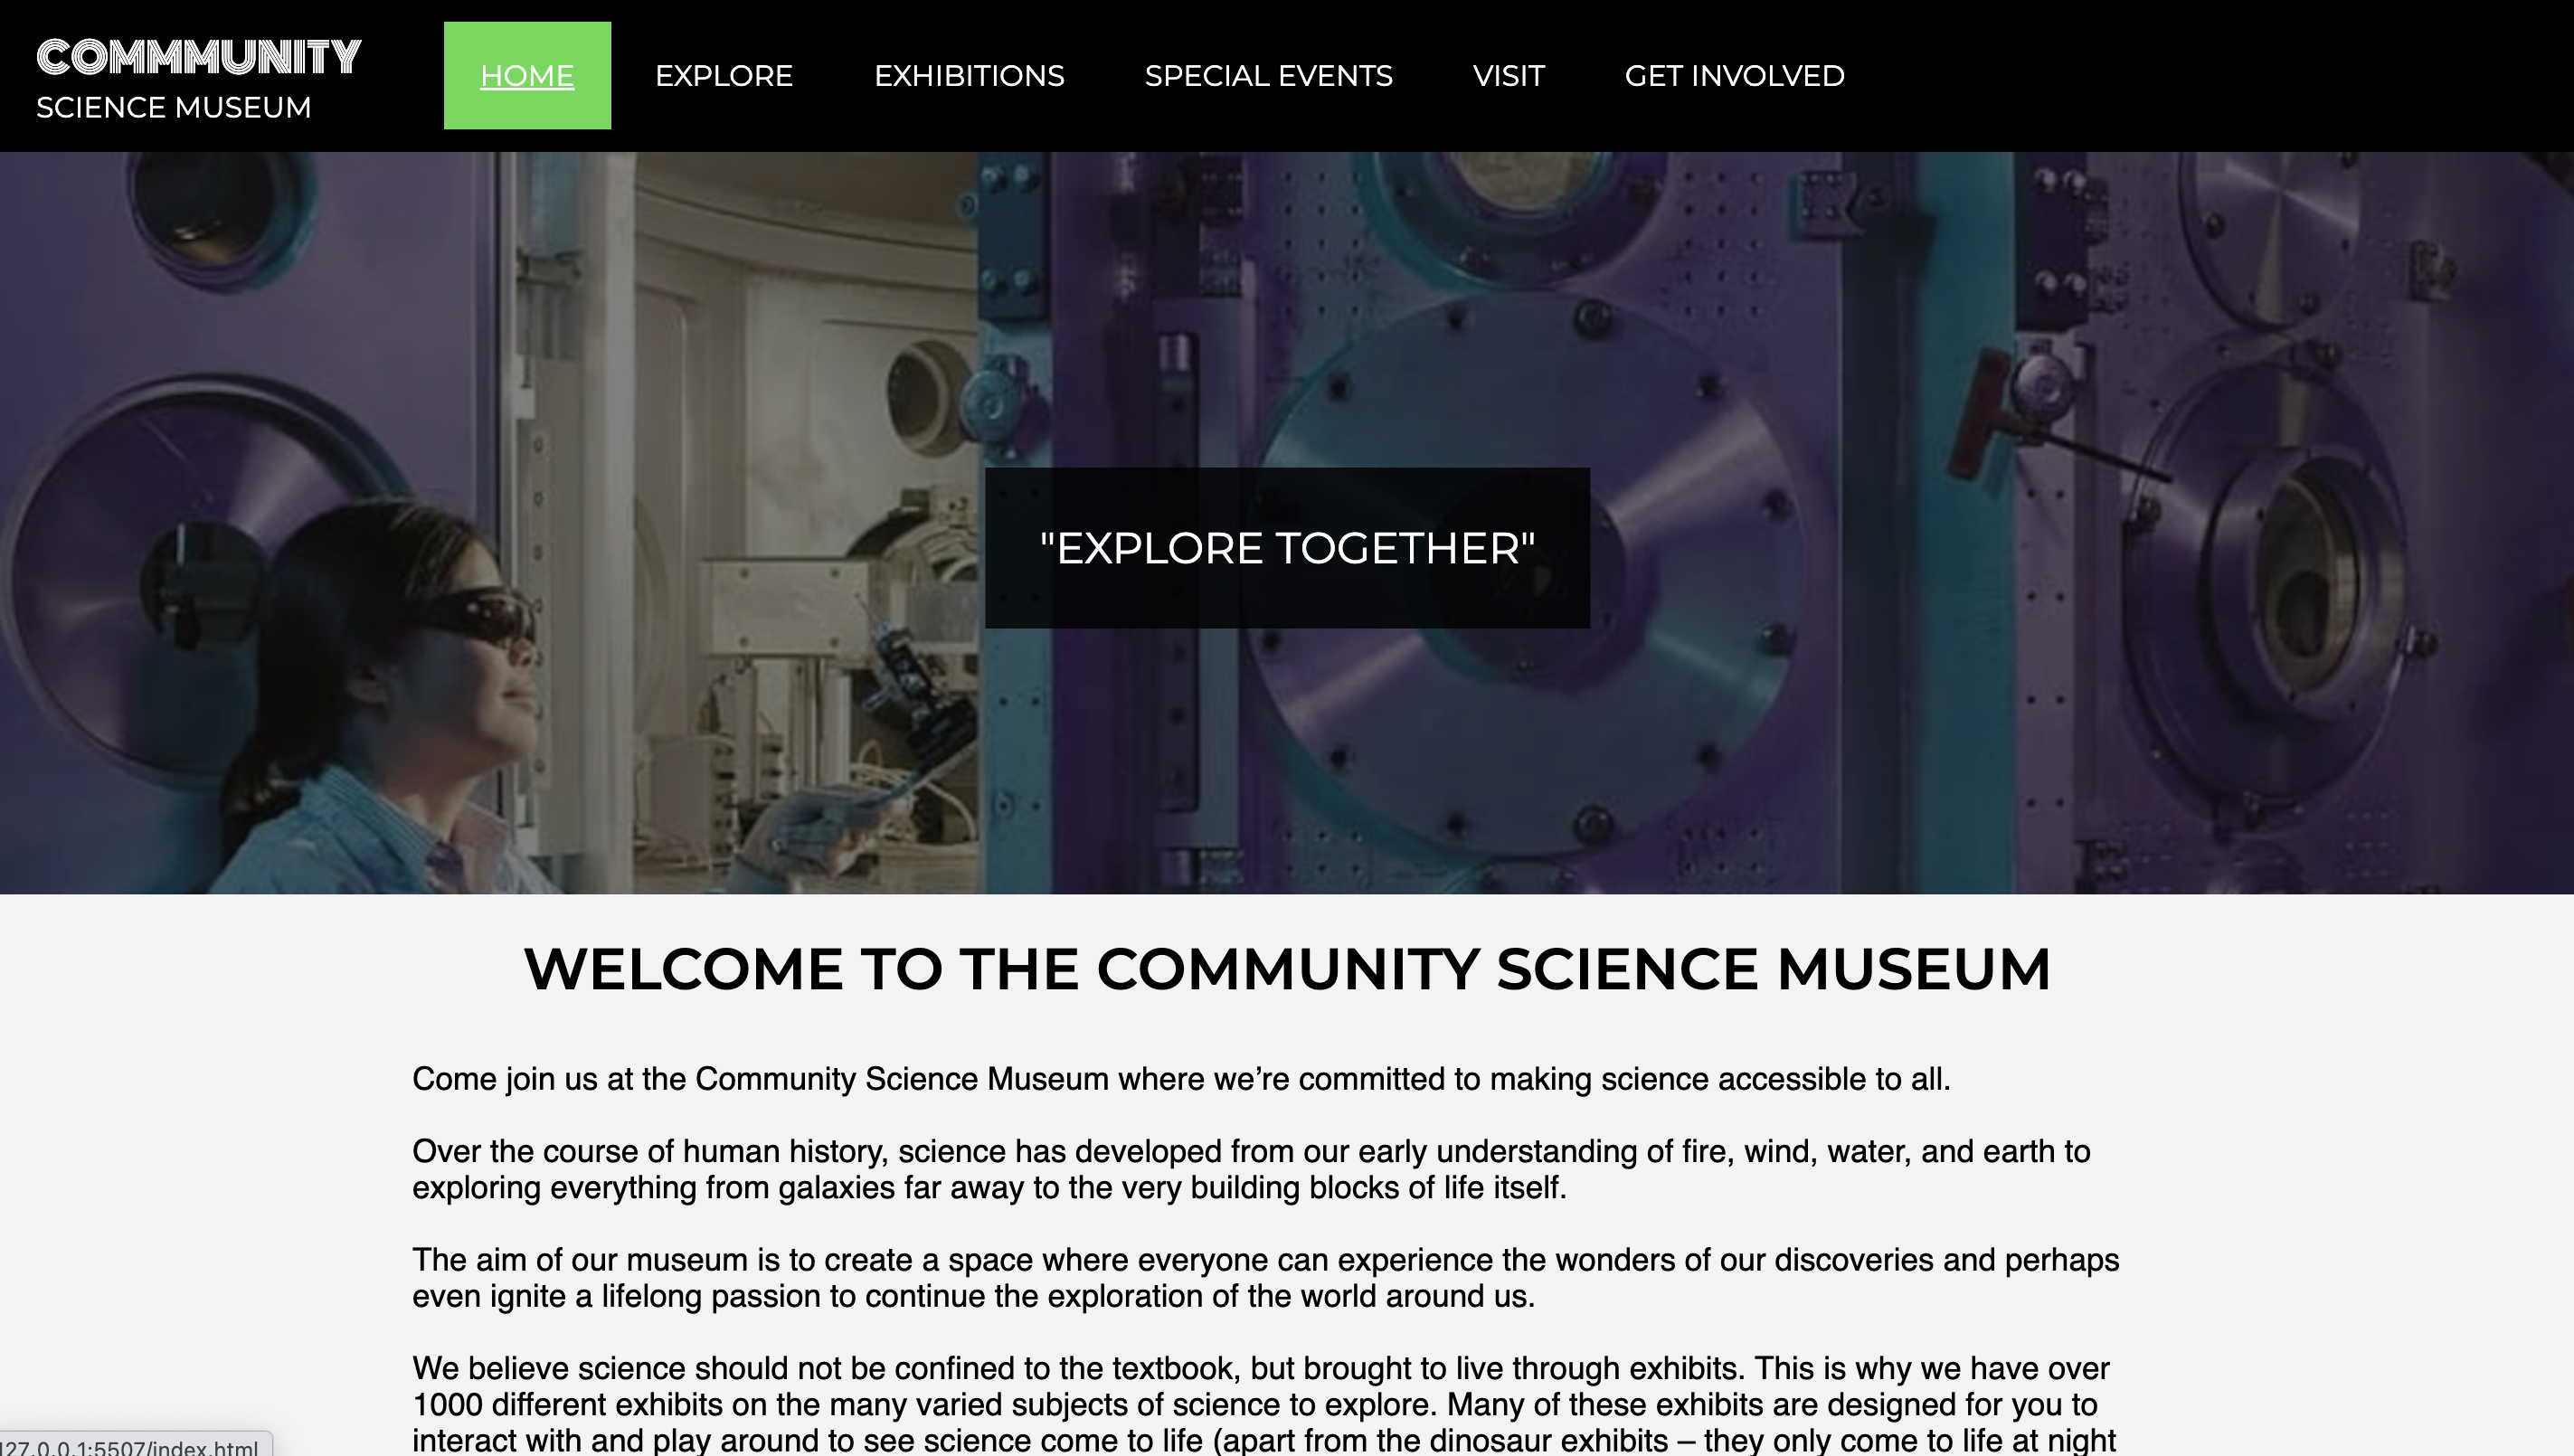 COMMMUNITY
SCIENCE MUSEUM
HOME
EXPLORE
EXHIBITIONS
SPECIAL EVENTS
VISIT
GET INVOLVED
"EXPLORE TOGETHER"
WELCOME TO THE COMMUNITY SCIENCE MUSEUM
Come join us at the Community Science Museum where we’re committed to making science accessible to all.
Over the course of human history, science has developed from our early understanding of fire, wind, water, and earth to
exploring everything from galaxies far away to the very building blocks of life itself.
The aim of our museum is to create a space where everyone can experience the wonders of our discoveries and perhaps
even ignite a lifelong passion to continue the exploration of the world around us.
We believe science should not be confined to the textbook, but brought to live through exhibits. This is why we have over
1000 different exhibits on the many varied subjects of science to explore. Many of these exhibits are designed for you to
interact with and play around to see science come to life (apart from the dinosaur exhibits – they only come to life at night
127.0.0.1:5507/index.html